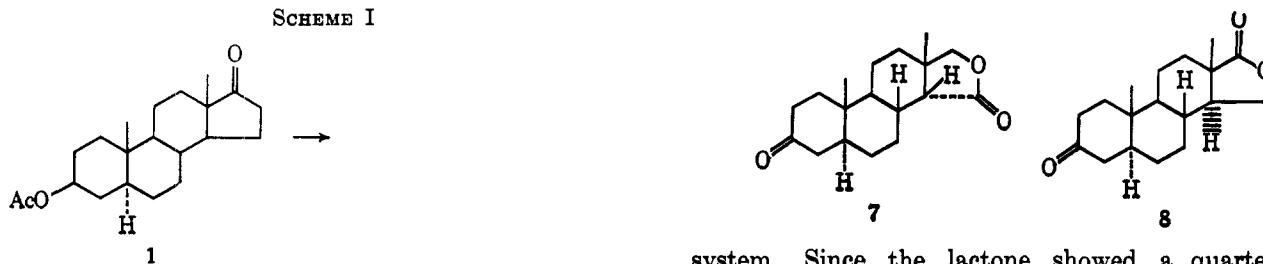 SCHEME I
O
AcO
H
1
H
H
O
O
O
H
7
O
O
H
H
O
H
8
system. Since the lactone showed a quarte